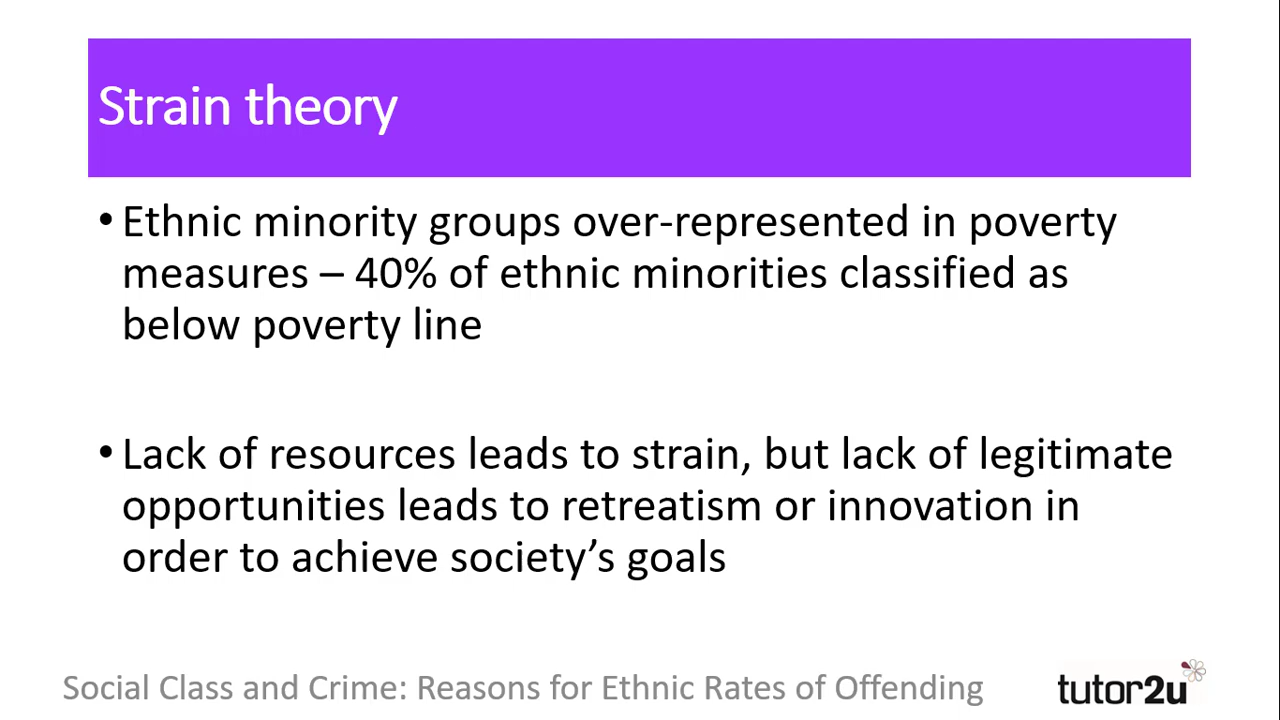 Strain theory
• Ethnic minority groups over-represented in poverty
measures – 40% of ethnic minorities classified as
below poverty line
• Lack of resources leads to strain, but lack of legitimate
opportunities leads to retreatism or innovation in
order to achieve society’s goals
Social Class and Crime: Reasons for Ethnic Rates of Offending
tutor2u